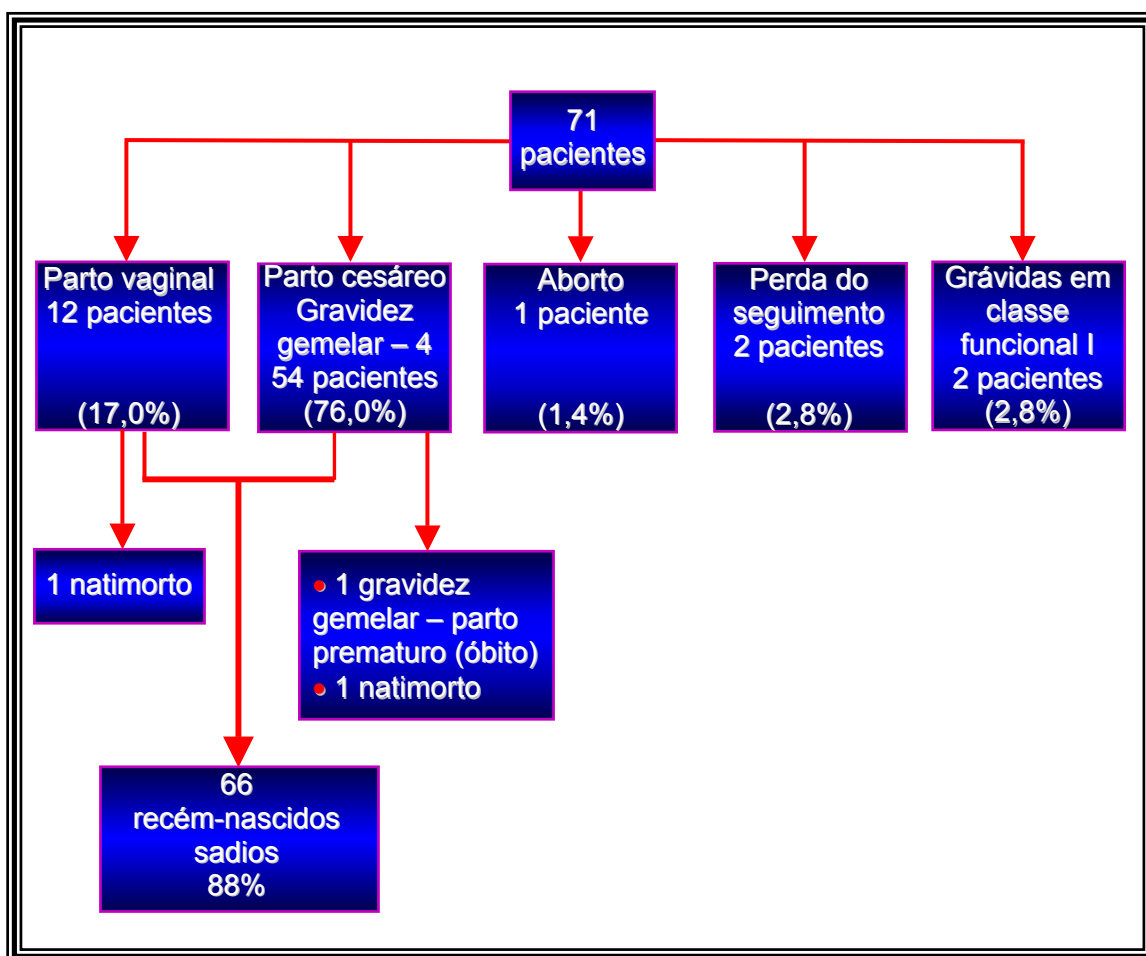 71
pacientes
Parto vaginal
12 pacientes
(17,0%)
Parto cesáreo
Gravidez
gemelar – 4
54 pacientes
(76,0%)
Aborto
1 paciente
(1,4%)
Perda do
seguimento
2 pacientes
(2,8%)
Grávidas em
classe
funcional I
2 pacientes
(2,8%)
1 natimorto
• 1 gravidez
gemelar – parto
prematuro (óbito)
• 1 natimorto
66
recém-nascidos
sadios
88%